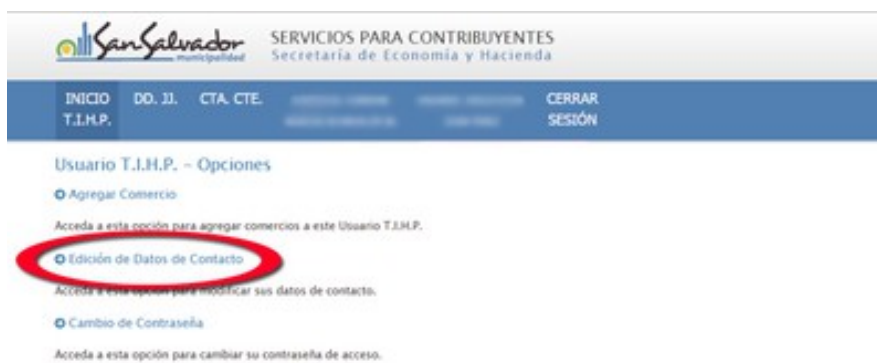 San Salvador
municipalidad
SERVICIOS PARA CONTRIBUYENTES
Secretaría de Economía y Hacienda
INICIO T.I.H.P.
DD. JJ.
CTA. CTE.
CERRAR SESIÓN
Usuario T.I.H.P. – Opciones
Agregar Comercio
Acceda a esta opción para agregar comercios a este Usuario T.I.H.P.
Edición de Datos de Contacto
Acceda a esta opción para modificar sus datos de contacto.
Cambio de Contraseña
Acceda a esta opción para cambiar su contraseña de acceso.